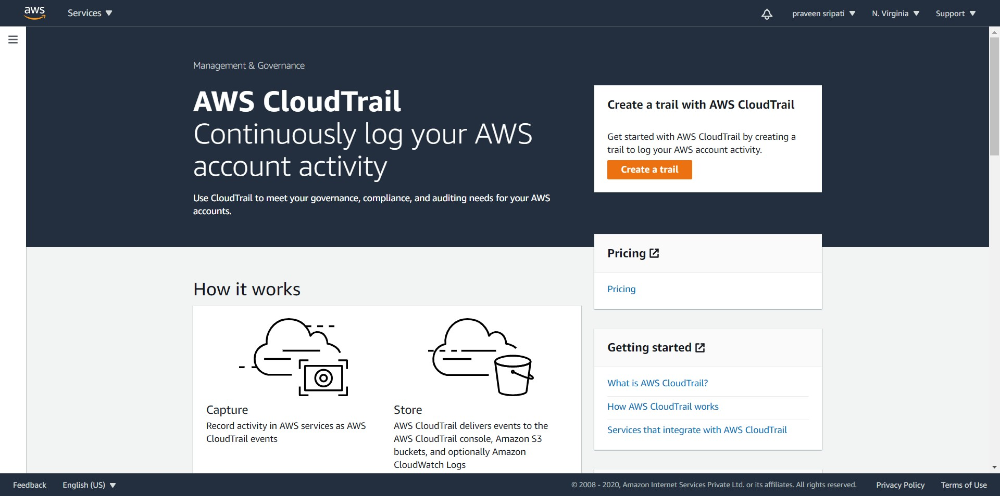 aws
Services
praveen sripati
N. Virginia
Support
Management & Governance
AWS CloudTrail
Continuously log your AWS
account activity
Use CloudTrail to meet your governance, compliance, and auditing needs for your AWS
accounts.
Create a trail with AWS CloudTrail
Get started with AWS CloudTrail by creating a
trail to log your AWS account activity.
Create a trail
Pricing
Pricing
How it works
Capture
Record activity in AWS services as AWS
CloudTrail events
Store
AWS CloudTrail delivers events to the
AWS CloudTrail console, Amazon S3
buckets, and optionally Amazon
CloudWatch Logs
Getting started
What is AWS CloudTrail?
How AWS CloudTrail works
Services that integrate with AWS CloudTrail
Feedback
English (US)
© 2008 - 2020, Amazon Internet Services Private Ltd. or its affiliates. All rights reserved.
Privacy Policy
Terms of Use